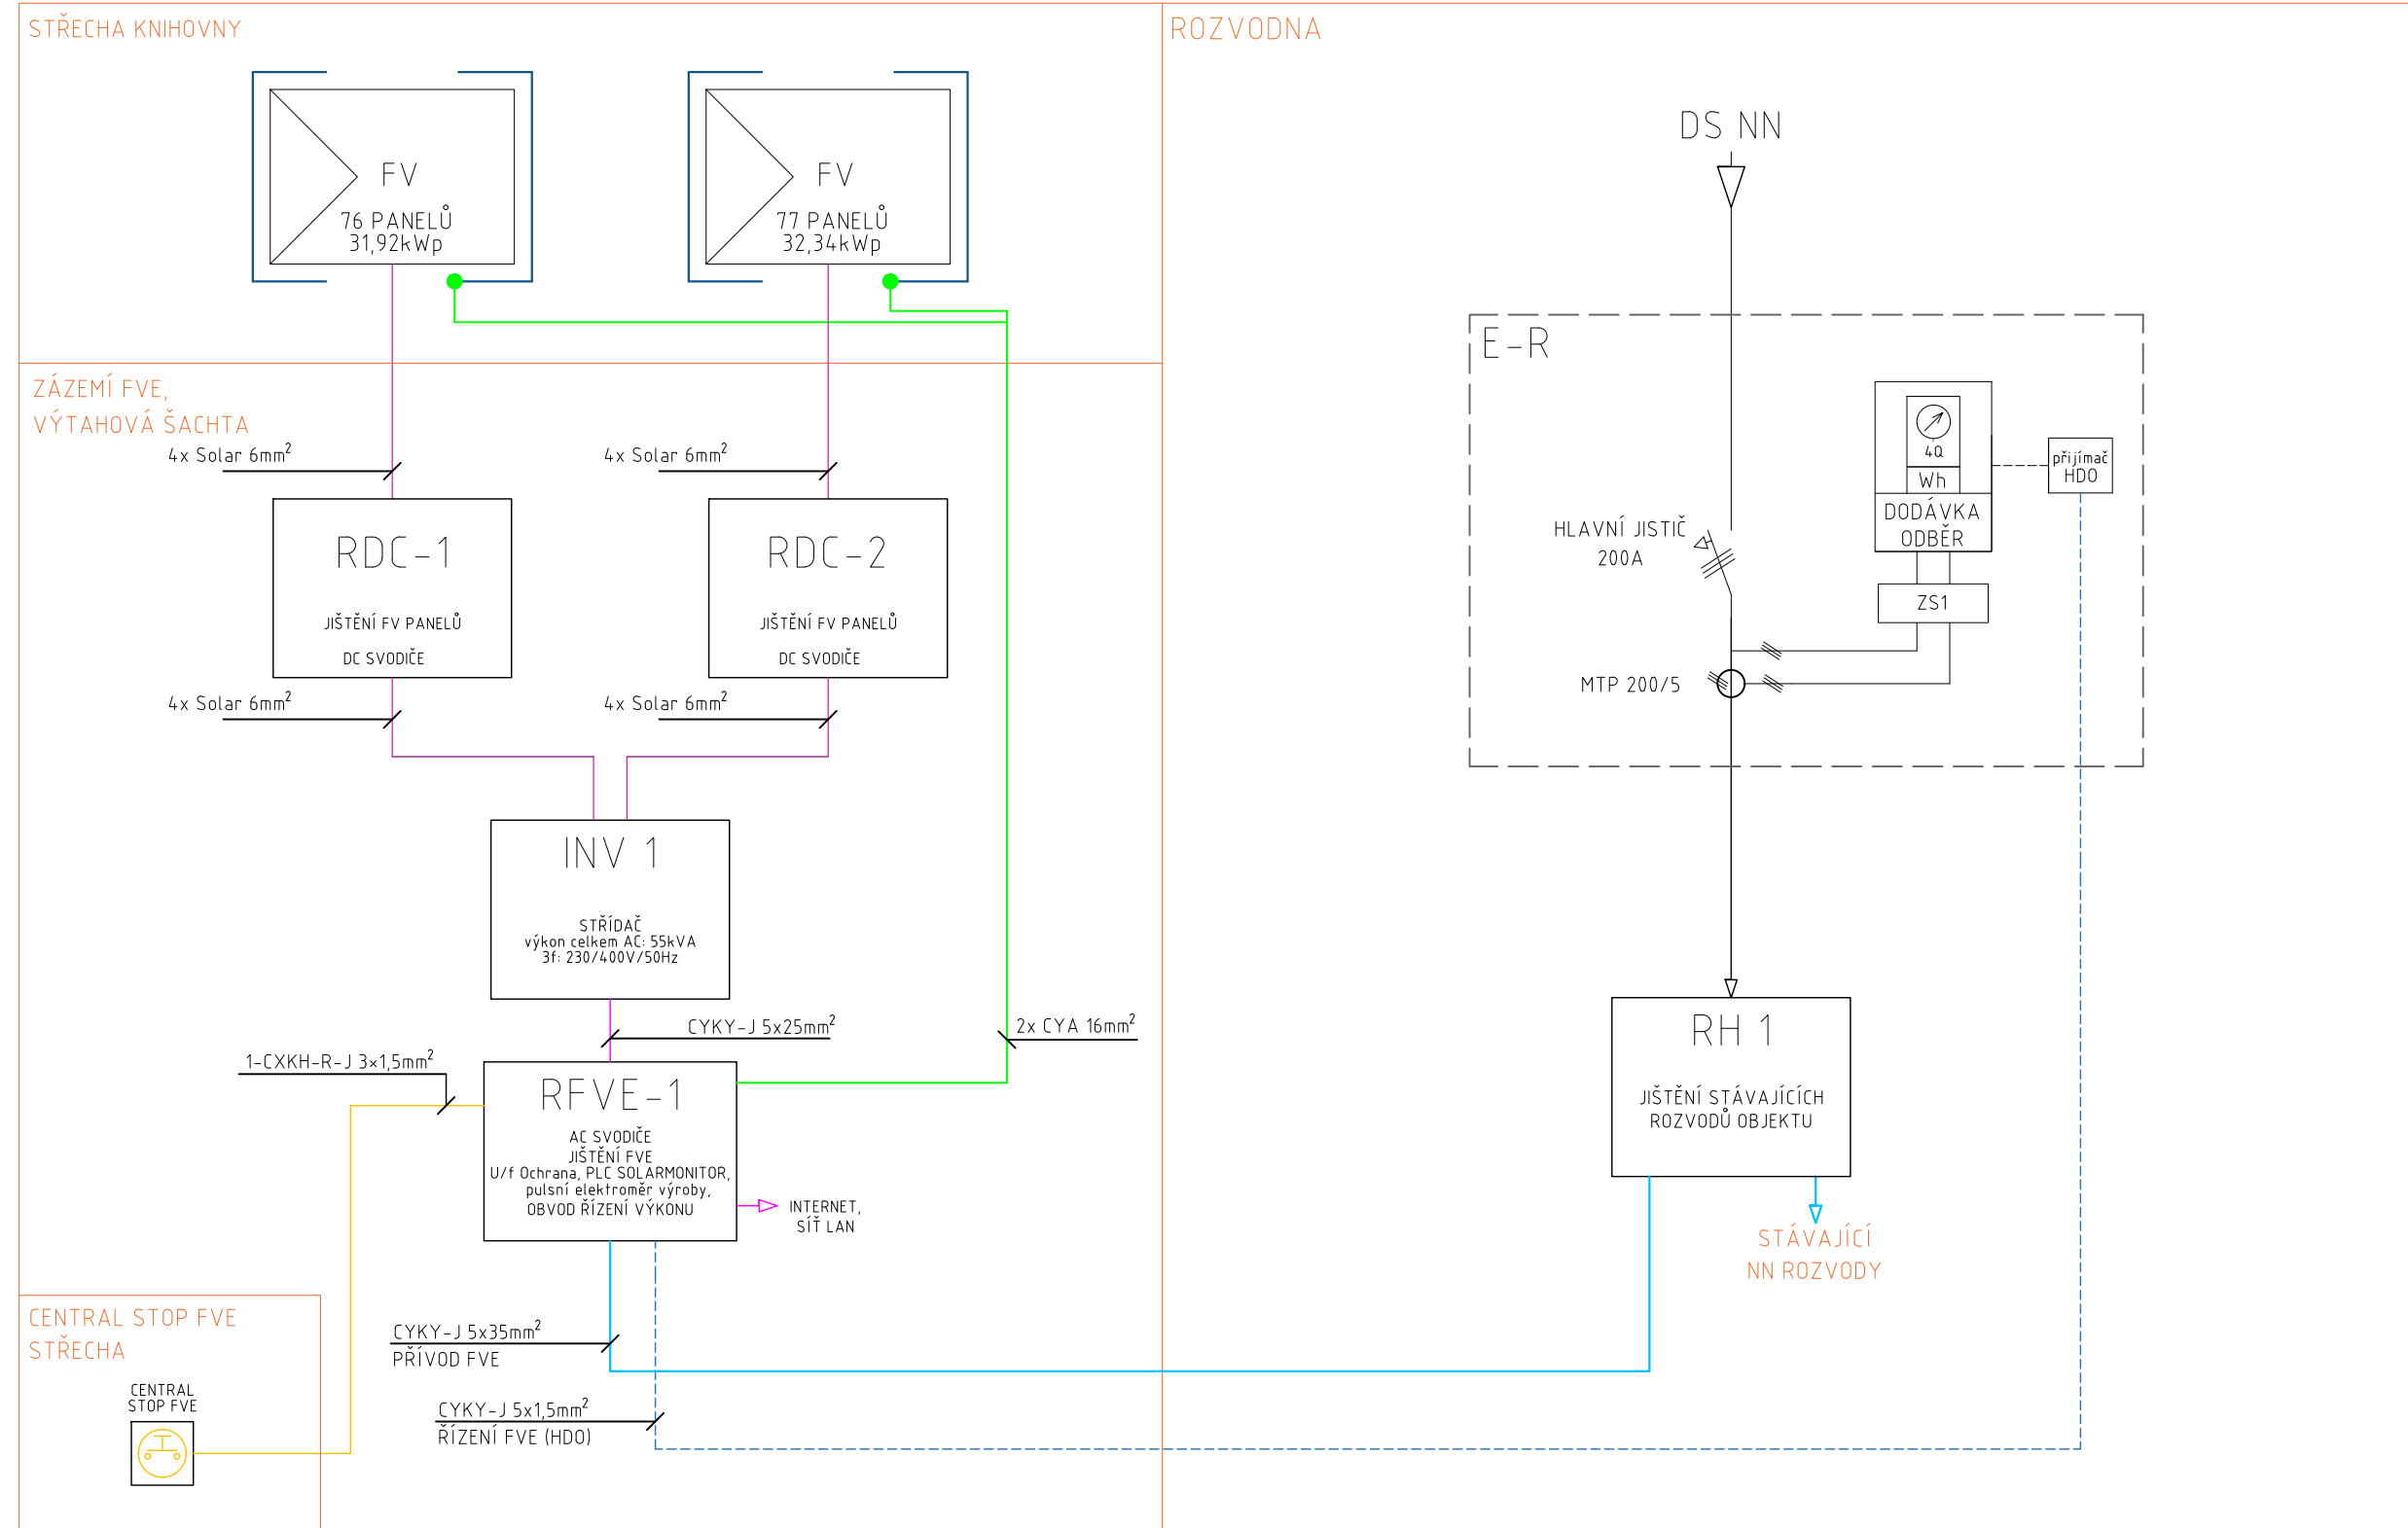 STŘECHA KNIHOVNY
FV
76 PANELŮ
31,92kWp
FV
77 PANELŮ
32,34kWp
ZÁZEMÍ FVE,
VÝTAHOVÁ ŠACHTA
4x Solar 6mm²
4x Solar 6mm²
RDC-1
JIŠTĚNÍ FV PANELŮ
DC SVODIČE
RDC-2
JIŠTĚNÍ FV PANELŮ
DC SVODIČE
4x Solar 6mm²
4x Solar 6mm²
INV 1
STŘÍDAČ
výkon celkem AC: 55kVA
3f: 230/400V/50Hz
CYKY-J 5x25mm²
2x CYA 16mm²
1-CXKH-R-J 3×1,5mm²
RFVE-1
AC SVODIČE
JIŠTĚNÍ FVE
U/f Ochrana, PLC SOLARMONITOR,
pulsní elektroměr výroby,
OBVOD ŘÍZENÍ VÝKONU
INTERNET,
SÍŤ LAN
CYKY-J 5x35mm²
PŘÍVOD FVE
CYKY-J 5x1,5mm²
ŘÍZENÍ FVE (HDO)
CENTRAL STOP FVE
STŘECHA
CENTRAL
STOP FVE
ROZVODNA
DS NN
E-R
4Q
Wh
DODÁVKA
ODBĚR
přijímač
HDO
HLAVNÍ JISTIČ
200A
ZS1
MTP 200/5
RH 1
JIŠTĚNÍ STÁVAJÍCÍCH
ROZVODŮ OBJEKTU
STÁVAJÍCÍ
NN ROZVODY